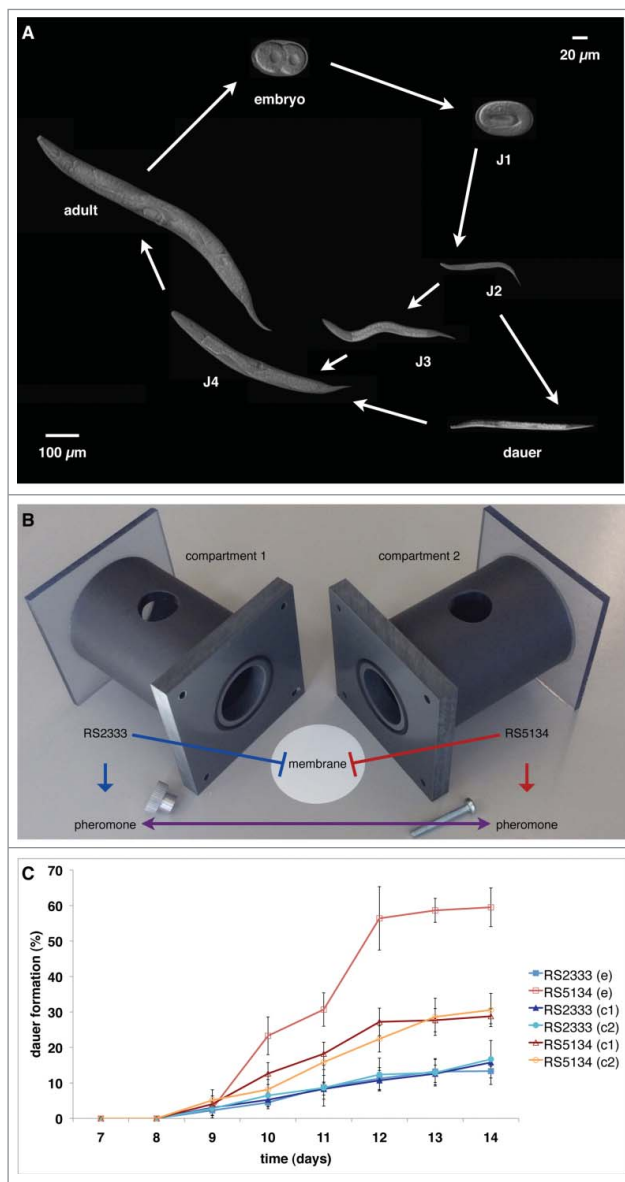 A
20 µm
embryo
J1
adult
J2
J3
J4
100 µm
dauer
B
compartment 1
compartment 2
RS2333
membrane
RS5134
pheromone
pheromone
C
70
60
50
40
30
20
10
0
dauer formation (%)
7 8 9 10 11 12 13 14
time (days)
RS2333 (e)
RS5134 (e)
RS2333 (c1)
RS2333 (c2)
RS5134 (c1)
RS5134 (c2)